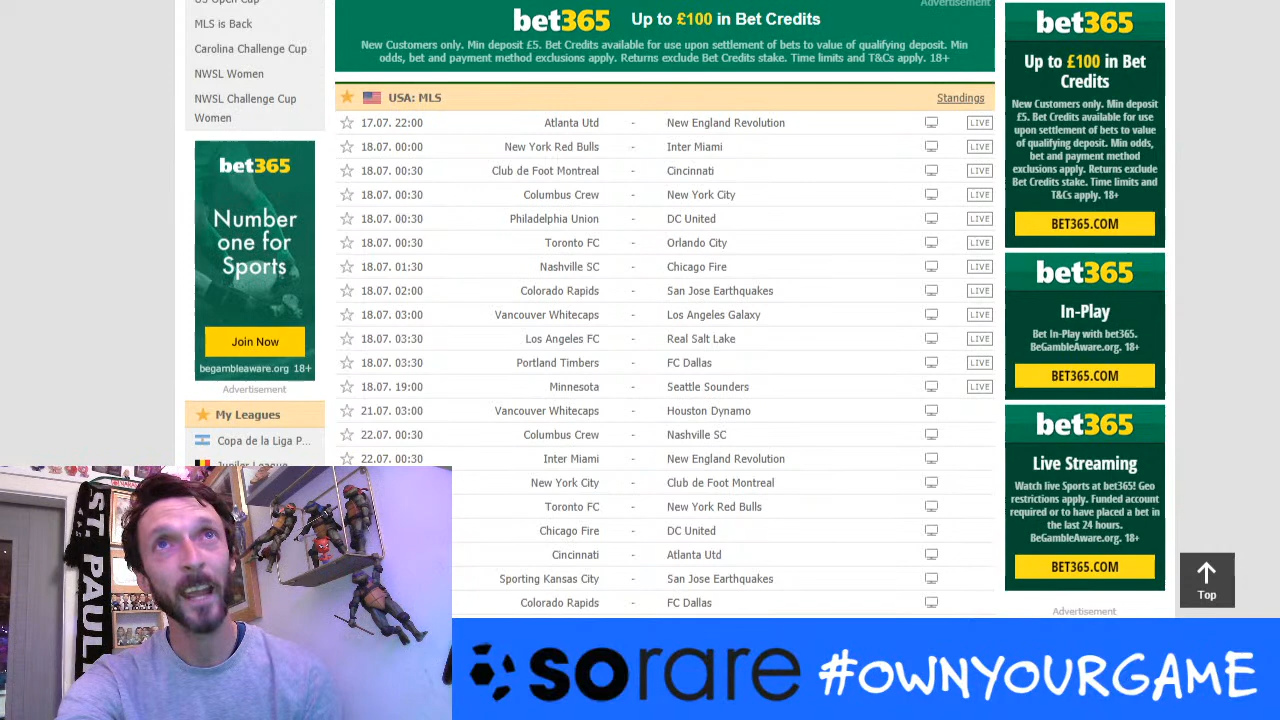 US Open Cup
MLS is Back
Carolina Challenge Cup
NWSL Women
NWSL Challenge Cup
Women
bet365
Number
one for
Sports
Join Now
begambleaware.org 18+
Advertisement
My Leagues
Copa de la Liga P...
Jupiler League
Advertisement
bet365 Up to £100 in Bet Credits
New Customers only. Min deposit £5. Bet Credits available for use upon settlement of bets to value of qualifying deposit. Min
odds, bet and payment method exclusions apply. Returns exclude Bet Credits stake. Time limits and T&Cs apply. 18+
USA: MLS Standings
17.07. 22:00 Atlanta Utd - New England Revolution LIVE
18.07. 00:00 New York Red Bulls - Inter Miami LIVE
18.07. 00:30 Club de Foot Montreal - Cincinnati LIVE
18.07. 00:30 Columbus Crew - New York City LIVE
18.07. 00:30 Philadelphia Union - DC United LIVE
18.07. 00:30 Toronto FC - Orlando City LIVE
18.07. 01:30 Nashville SC - Chicago Fire LIVE
18.07. 02:00 Colorado Rapids - San Jose Earthquakes LIVE
18.07. 03:00 Vancouver Whitecaps - Los Angeles Galaxy LIVE
18.07. 03:30 Los Angeles FC - Real Salt Lake LIVE
18.07. 03:30 Portland Timbers - FC Dallas LIVE
18.07. 19:00 Minnesota - Seattle Sounders LIVE
21.07. 03:00 Vancouver Whitecaps - Houston Dynamo
22.07. 00:30 Columbus Crew - Nashville SC
22.07. 00:30 Inter Miami - New England Revolution
New York City - Club de Foot Montreal
Toronto FC - New York Red Bulls
Chicago Fire - DC United
Cincinnati - Atlanta Utd
Sporting Kansas City - San Jose Earthquakes
Colorado Rapids - FC Dallas
bet365
Up to £100 in Bet
Credits
New Customers only. Min deposit
£5. Bet Credits available for use
upon settlement of bets to value
of qualifying deposit. Min odds,
bet and payment method
exclusions apply. Returns exclude
Bet Credits stake. Time limits and
T&Cs apply. 18+
BET365.COM
bet365
In-Play
Bet In-Play with bet365.
BeGambleAware.org. 18+
BET365.COM
bet365
Live Streaming
Watch live Sports at bet365! Geo
restrictions apply. Funded account
required or to have placed a bet in
the last 24 hours.
BeGambleAware.org. 18+
BET365.COM
Advertisement
Top
ST. PAUL
sorare #OWNYOURGAME